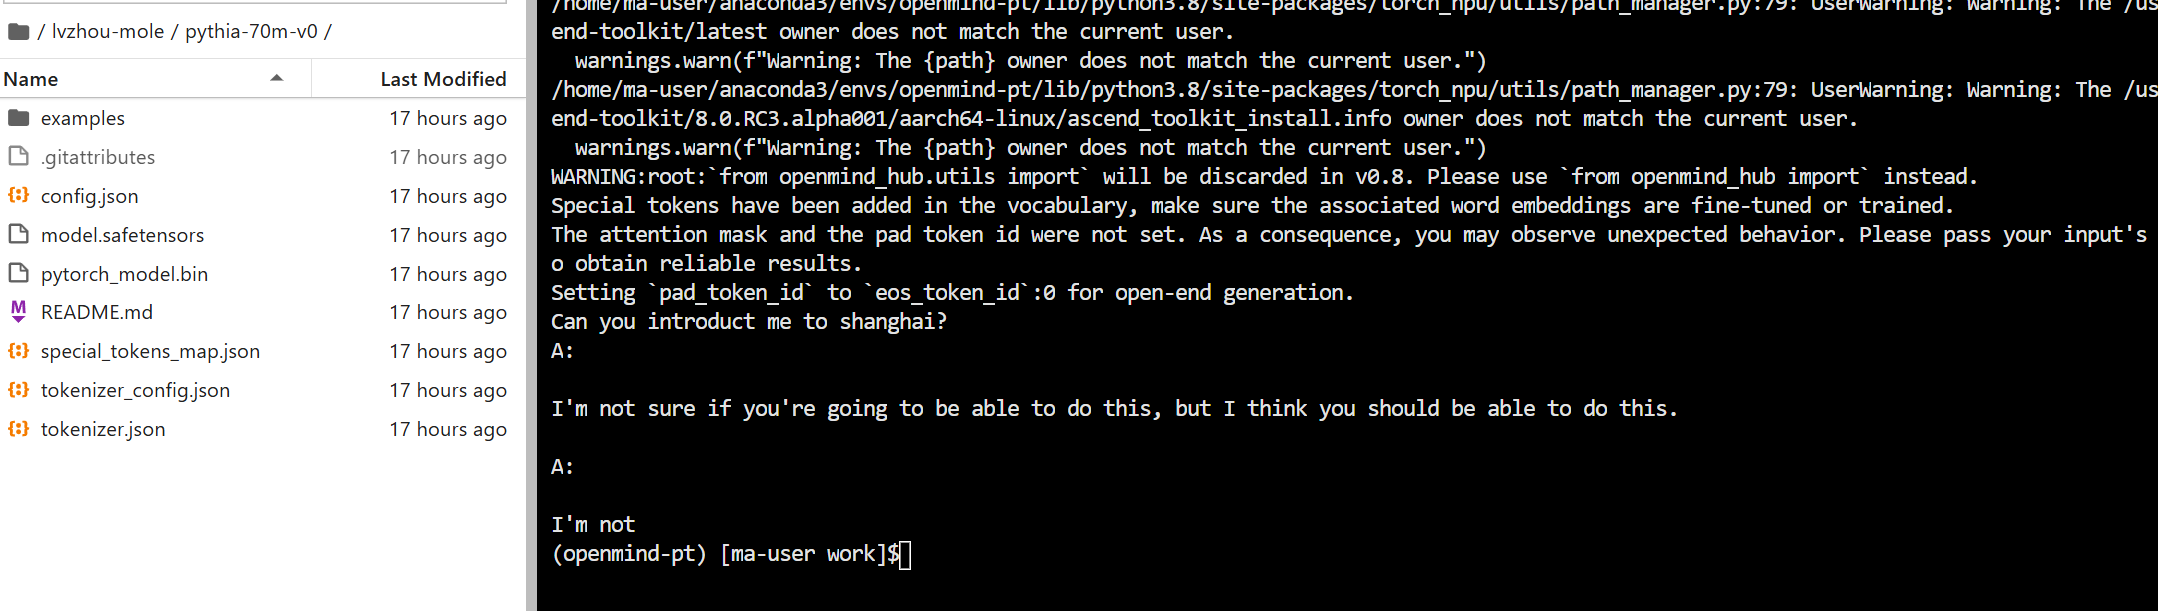 / lvzhou-mole / pythia-70m-v0 /
Name Last Modified
examples 17 hours ago
.gitattributes 17 hours ago
config.json 17 hours ago
model.safetensors 17 hours ago
pytorch_model.bin 17 hours ago
README.md 17 hours ago
special_tokens_map.json 17 hours ago
tokenizer_config.json 17 hours ago
tokenizer.json 17 hours ago
/home/ma-user/anaconda3/envs/openmind-pt/lib/python3.8/site-packages/torch_npu/utils/path_manager.py:79: UserWarning: Warning: The /us
end-toolkit/latest owner does not match the current user.
  warnings.warn(f"Warning: The {path} owner does not match the current user.")
/home/ma-user/anaconda3/envs/openmind-pt/lib/python3.8/site-packages/torch_npu/utils/path_manager.py:79: UserWarning: Warning: The /us
end-toolkit/8.0.RC3.alpha001/aarch64-linux/ascend_toolkit_install.info owner does not match the current user.
  warnings.warn(f"Warning: The {path} owner does not match the current user.")
WARNING:root:`from openmind_hub.utils import` will be discarded in v0.8. Please use `from openmind_hub import` instead.
Special tokens have been added in the vocabulary, make sure the associated word embeddings are fine-tuned or trained.
The attention mask and the pad token id were not set. As a consequence, you may observe unexpected behavior. Please pass your input's
o obtain reliable results.
Setting `pad_token_id` to `eos_token_id`:0 for open-end generation.
Can you introduct me to shanghai?
A:
I'm not sure if you're going to be able to do this, but I think you should be able to do this.
A:
I'm not
(openmind-pt) [ma-user work]$